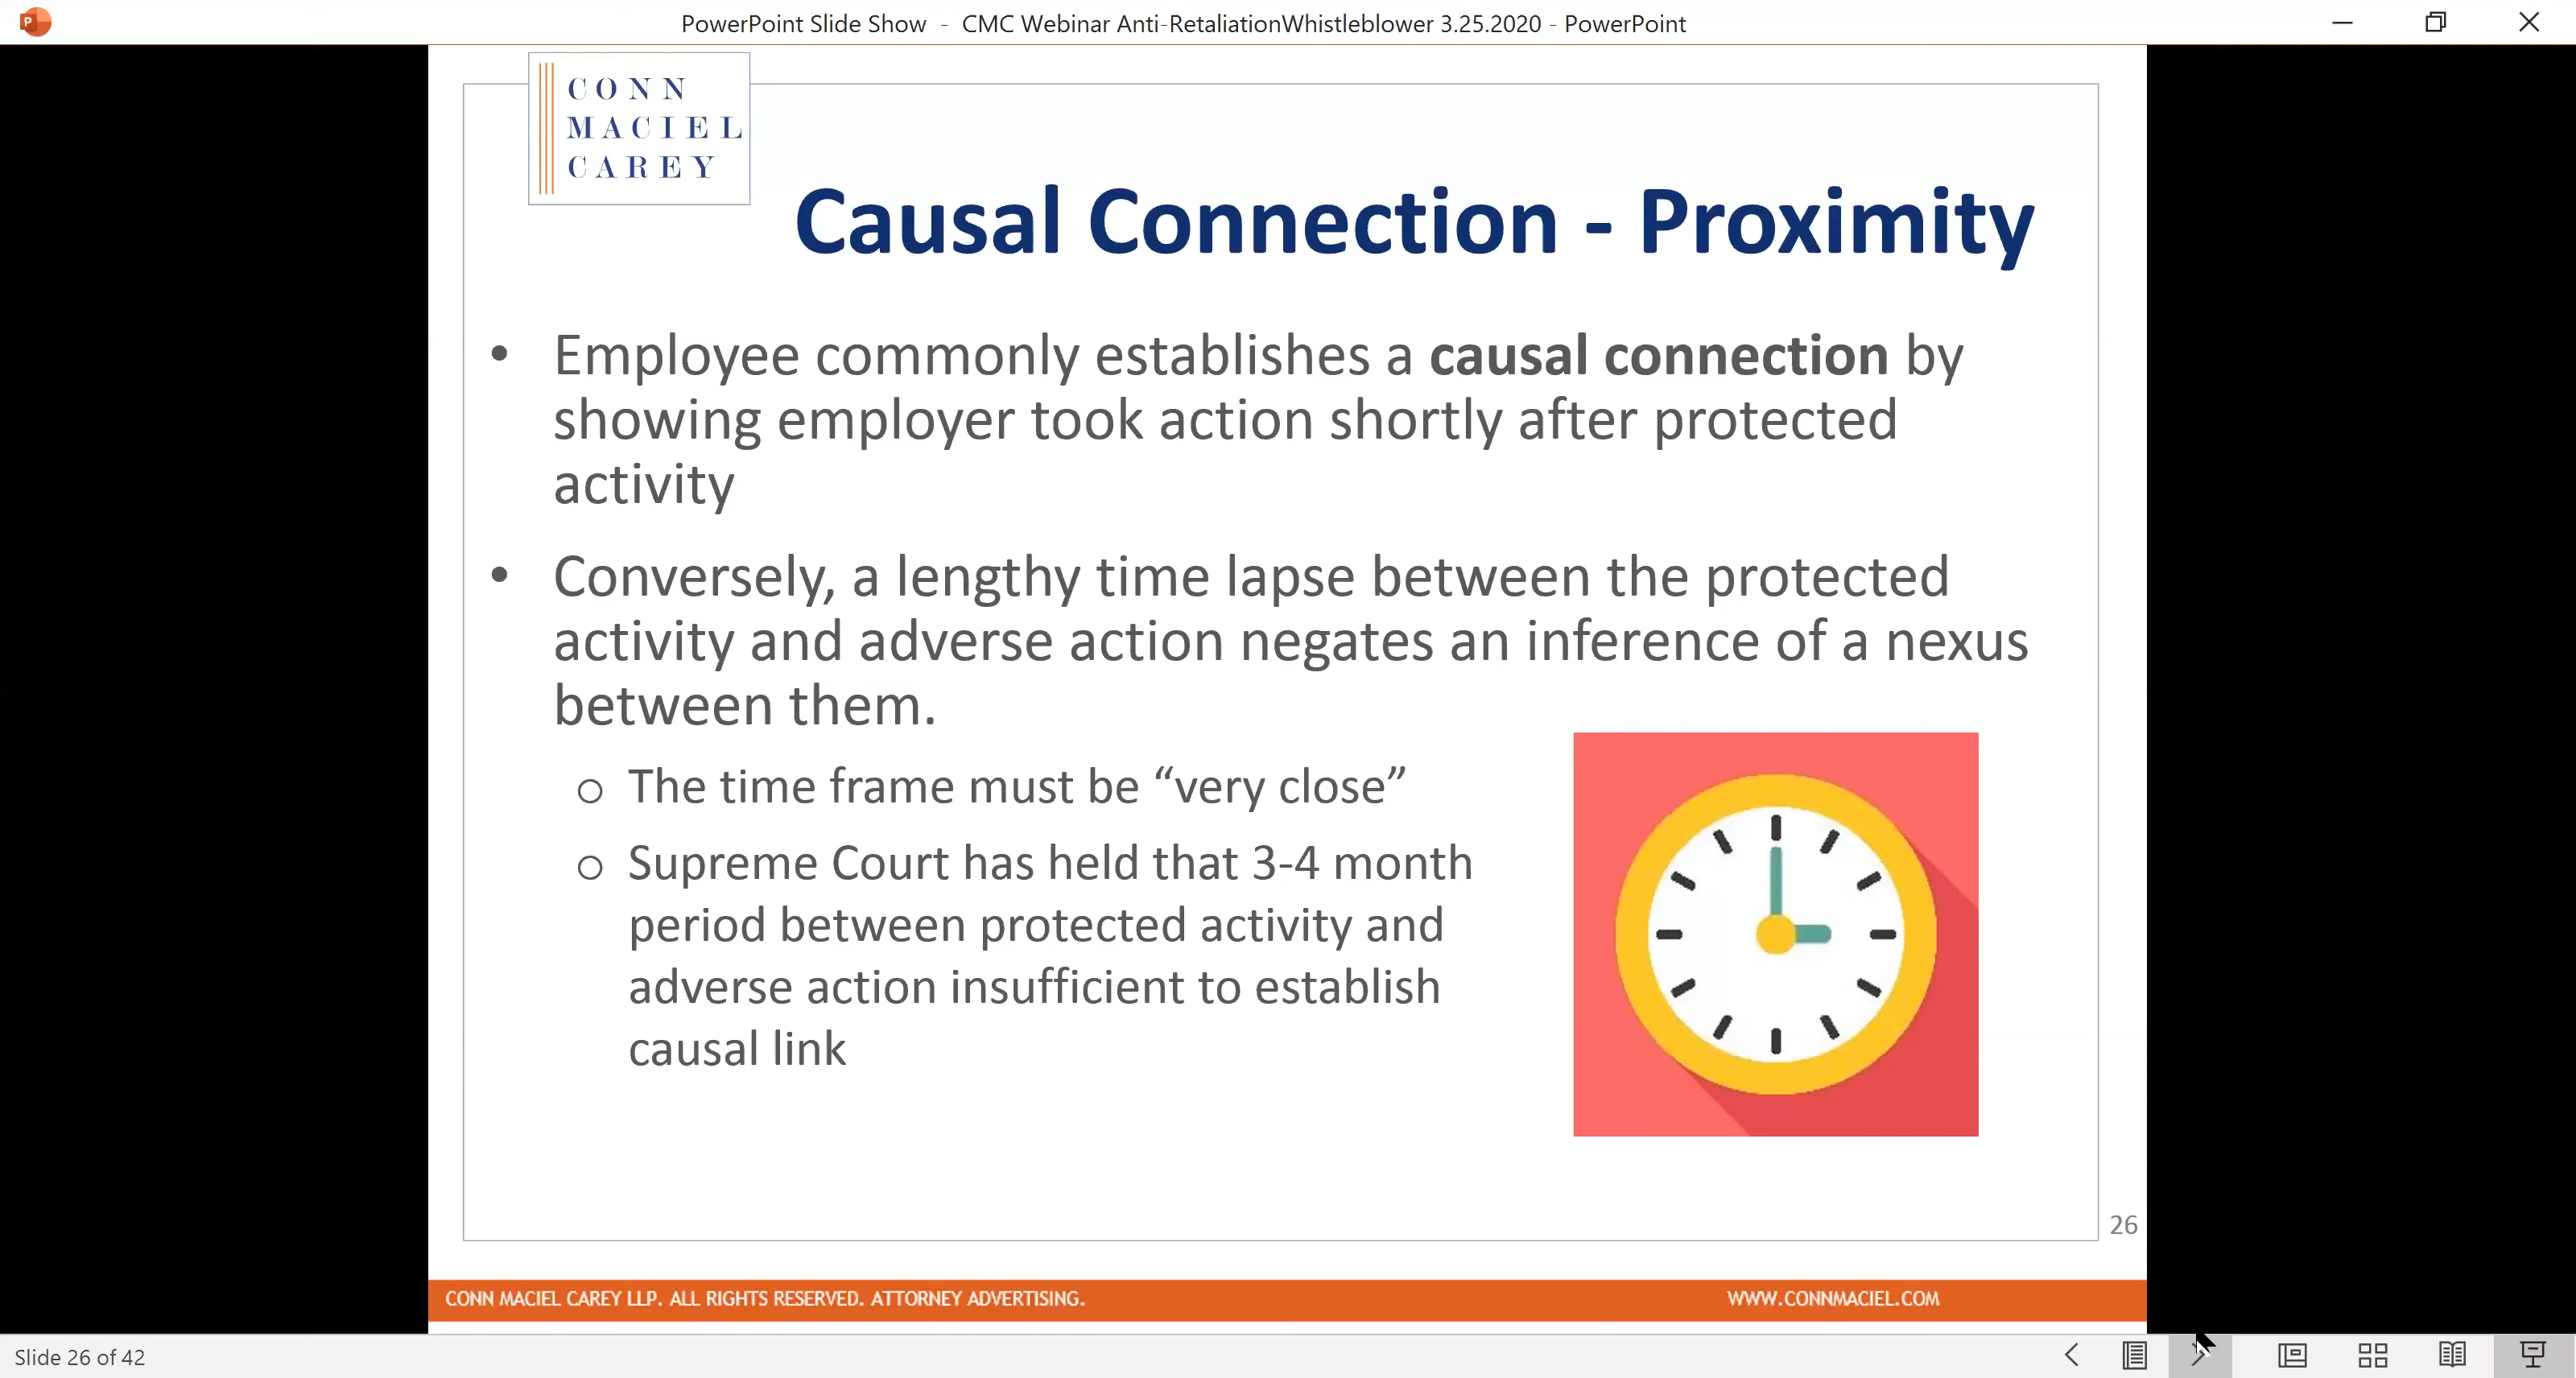 PowerPoint Slide Show - CMC Webinar Anti-RetaliationWhistleblower 3.25.2020 - PowerPoint
CONN
MACIEL
CAREY
Causal Connection - Proximity
• Employee commonly establishes a causal connection by
showing employer took action shortly after protected
activity
• Conversely, a lengthy time lapse between the protected
activity and adverse action negates an inference of a nexus
between them.
o The time frame must be “very close”
o Supreme Court has held that 3-4 month
period between protected activity and
adverse action insufficient to establish
causal link
26
CONN MACIEL CAREY LLP. ALL RIGHTS RESERVED. ATTORNEY ADVERTISING.
WWW.CONNMACIEL.COM
Slide 26 of 42